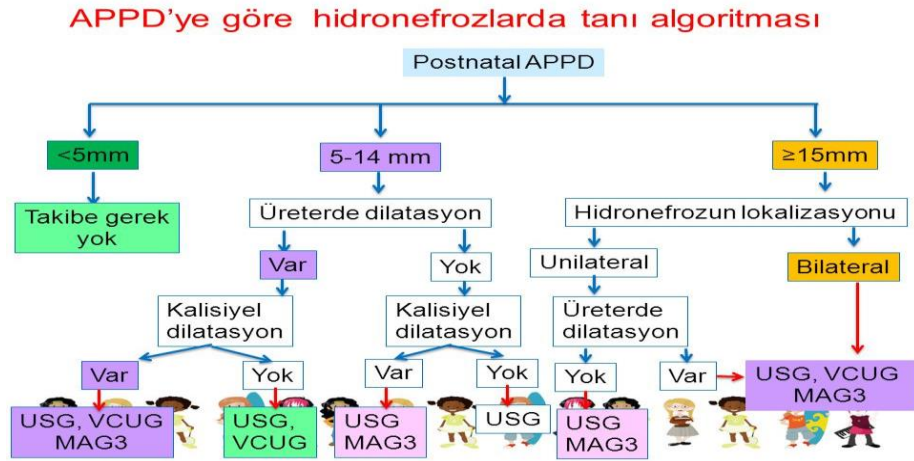 APPD'ye göre hidronefrozlarda tanı algoritması
Postnatal APPD
<5mm
5-14 mm
≥15mm
Takibe gerek
yok
Üreterde dilatasyon
Hidronefrozun lokalizasyonu
Var
Yok
Unilateral
Bilateral
Kalisiyel
dilatasyon
Kalisiyel
dilatasyon
Üreterde
dilatasyon
Var
Yok
Var
Yok
Yok
Var
USG, VCUG
MAG3
USG,
VCUG
USG
MAG3
USG
USG
MAG3
USG, VCUG
MAG3